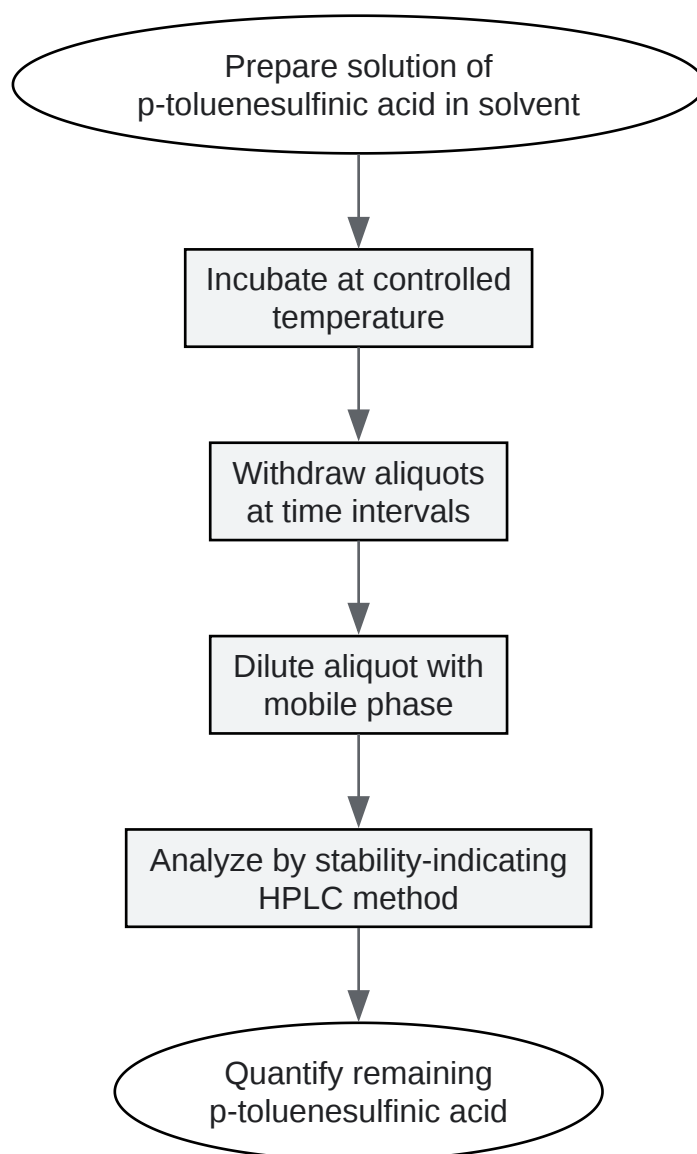 Prepare solution of
p-toluenesulfinic acid in solvent
Incubate at controlled
temperature
Withdraw aliquots
at time intervals
Dilute aliquot with
mobile phase
Analyze by stability-indicating
HPLC method
Quantify remaining
p-toluenesulfinic acid